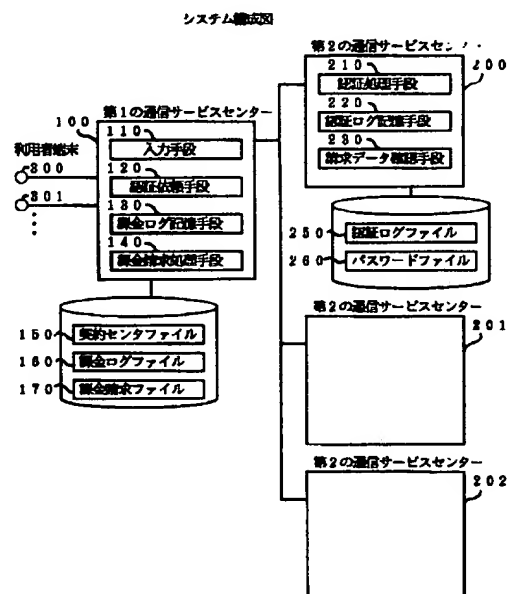 システム構成図
第1の通信サービスセンター
100
110
入力手段
利用者端末
300
120
認証依頼手段
301
130
課金ログ記憶手段
140
課金請求処理手段
150
契約センタファイル
160
課金ログファイル
170
課金請求ファイル
第2の通信サービスセンター
200
210
認証処理手段
220
認証ログ記憶手段
230
請求データ確認手段
250
認証ログファイル
260
パスワードファイル
第2の通信サービスセンター
201
第2の通信サービスセンター
202